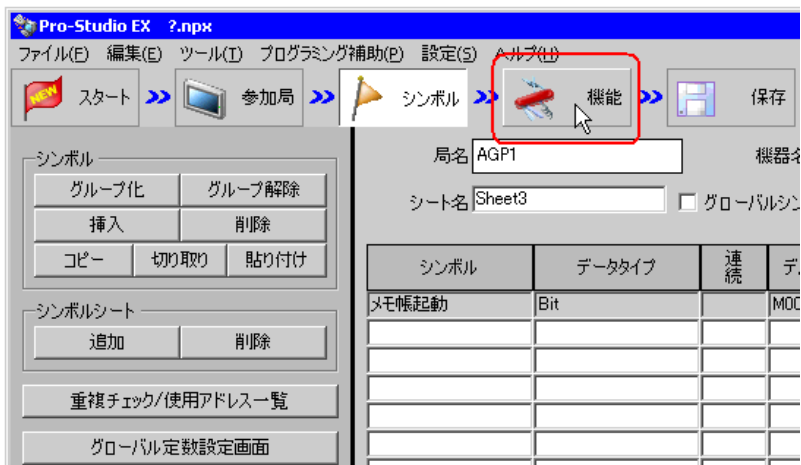 Pro-Studio EX ?.npx
ファイル(F) 編集(E) ツール(T) プログラミング補助(P) 設定(S) ヘルプ(H)
NEW スタート 参加局 シンボル 機能 保存
シンボル
グループ化 グループ解除
挿入 削除
コピー 切り取り 貼り付け
シンボルシート
追加 削除
重複チェック/使用アドレス一覧
グローバル定数設定画面
局名 AGP1 機器名
シート名 Sheet3 グローバルシン
シンボル データタイプ 連続 デ
メモ帳起動 Bit M00